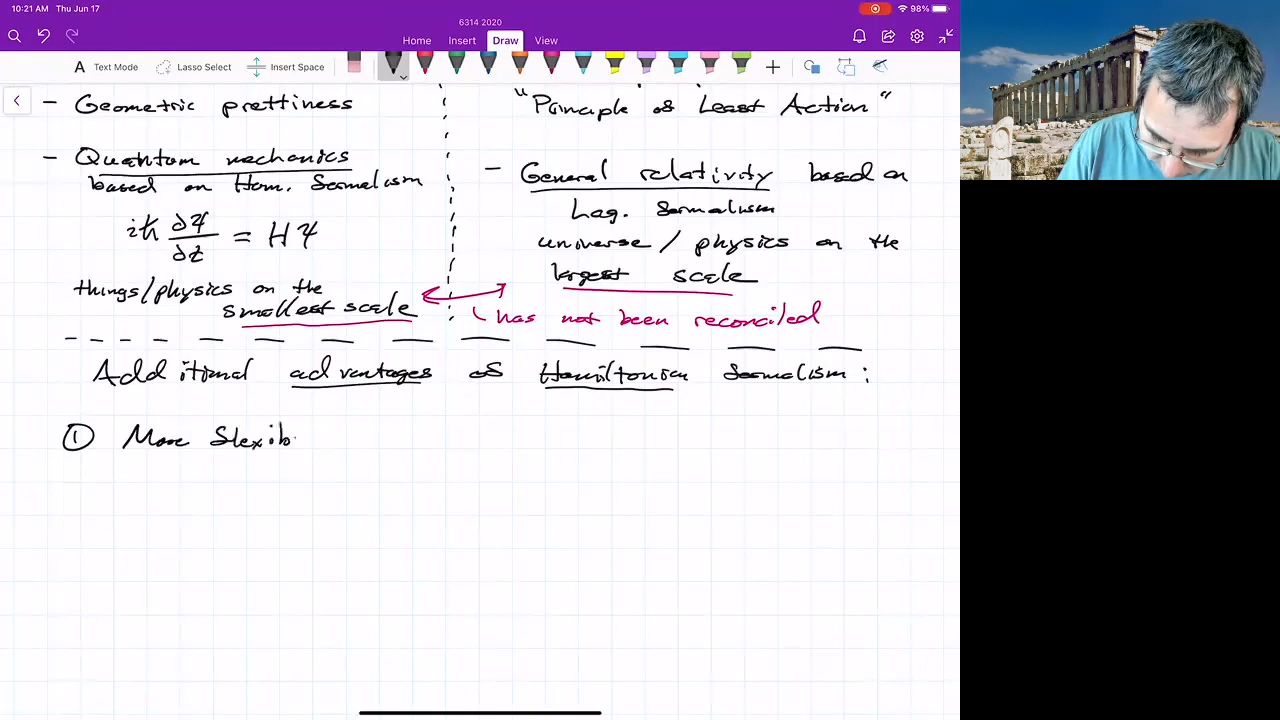 10:21 AM Thu Jun 17
98%
6314 2020
Home Insert Draw View
Text Mode Lasso Select Insert Space
- Geometric prettiness
"Principle of Least Action"
- Quantum mechanics
based on Ham. formalism
iħ ∂Ψ/∂t = HΨ
things/physics on the
smallest scale
- General relativity based on
Lag. formalism
universe/physics on the
largest scale
has not been reconciled
Additional advantages of Hamiltonian formalism:
① More flexib